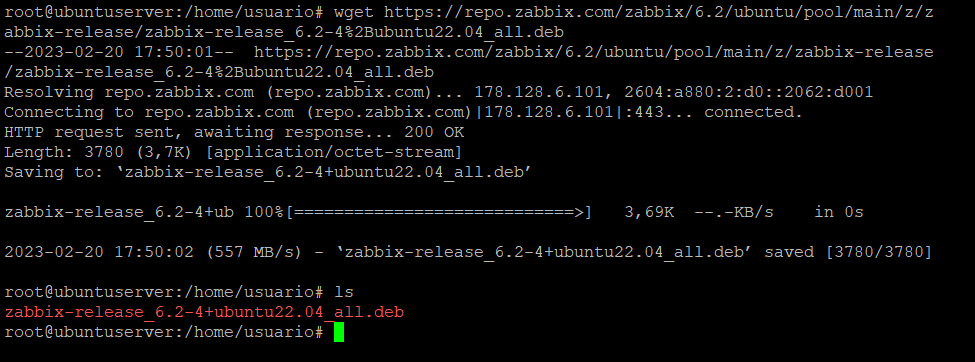 root@ubuntuserver:/home/usuario# wget https://repo.zabbix.com/zabbix/6.2/ubuntu/pool/main/z/z
abbix-release/zabbix-release_6.2-4%2Bubuntu22.04_all.deb
--2023-02-20 17:50:01--  https://repo.zabbix.com/zabbix/6.2/ubuntu/pool/main/z/zabbix-release
/zabbix-release_6.2-4%2Bubuntu22.04_all.deb
Resolving repo.zabbix.com (repo.zabbix.com)... 178.128.6.101, 2604:a880:2:d0::2062:d001
Connecting to repo.zabbix.com (repo.zabbix.com)|178.128.6.101|:443... connected.
HTTP request sent, awaiting response... 200 OK
Length: 3780 (3,7K) [application/octet-stream]
Saving to: ‘zabbix-release_6.2-4+ubuntu22.04_all.deb’
zabbix-release_6.2-4+ub 100%[============================>]   3,69K  --.-KB/s    in 0s
2023-02-20 17:50:02 (557 MB/s) - ‘zabbix-release_6.2-4+ubuntu22.04_all.deb’ saved [3780/3780]
root@ubuntuserver:/home/usuario# ls
zabbix-release_6.2-4+ubuntu22.04_all.deb
root@ubuntuserver:/home/usuario#